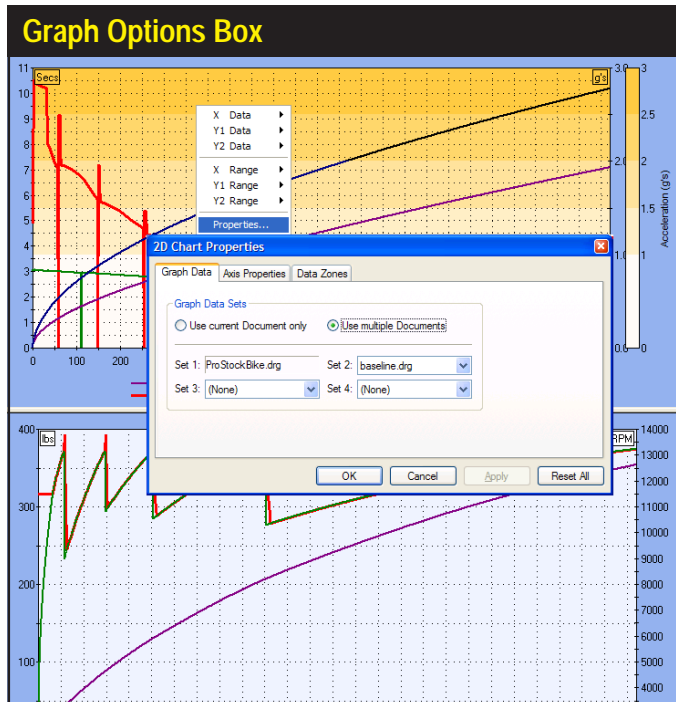 Graph Options Box
11 Secs g's 3.0 3
10
9 2.5
8
7 2.0 2
6
5 1.5
4
3 1.0 1
2
1
0 0.0 0
0 100 200
Acceleration (g's)
X Data
Y1 Data
Y2 Data
X Range
Y1 Range
Y2 Range
Properties...
2D Chart Properties
Graph Data Axis Properties Data Zones
Graph Data Sets
Use current Document only Use multiple Documents
Set 1: ProStockBike.drg Set 2: baseline.drg
Set 3: (None) Set 4: (None)
OK Cancel Apply Reset All
400 lbs RPM 14000
13000
12000
300 11000
10000
9000
200 8000
7000
6000
100 5000
4000